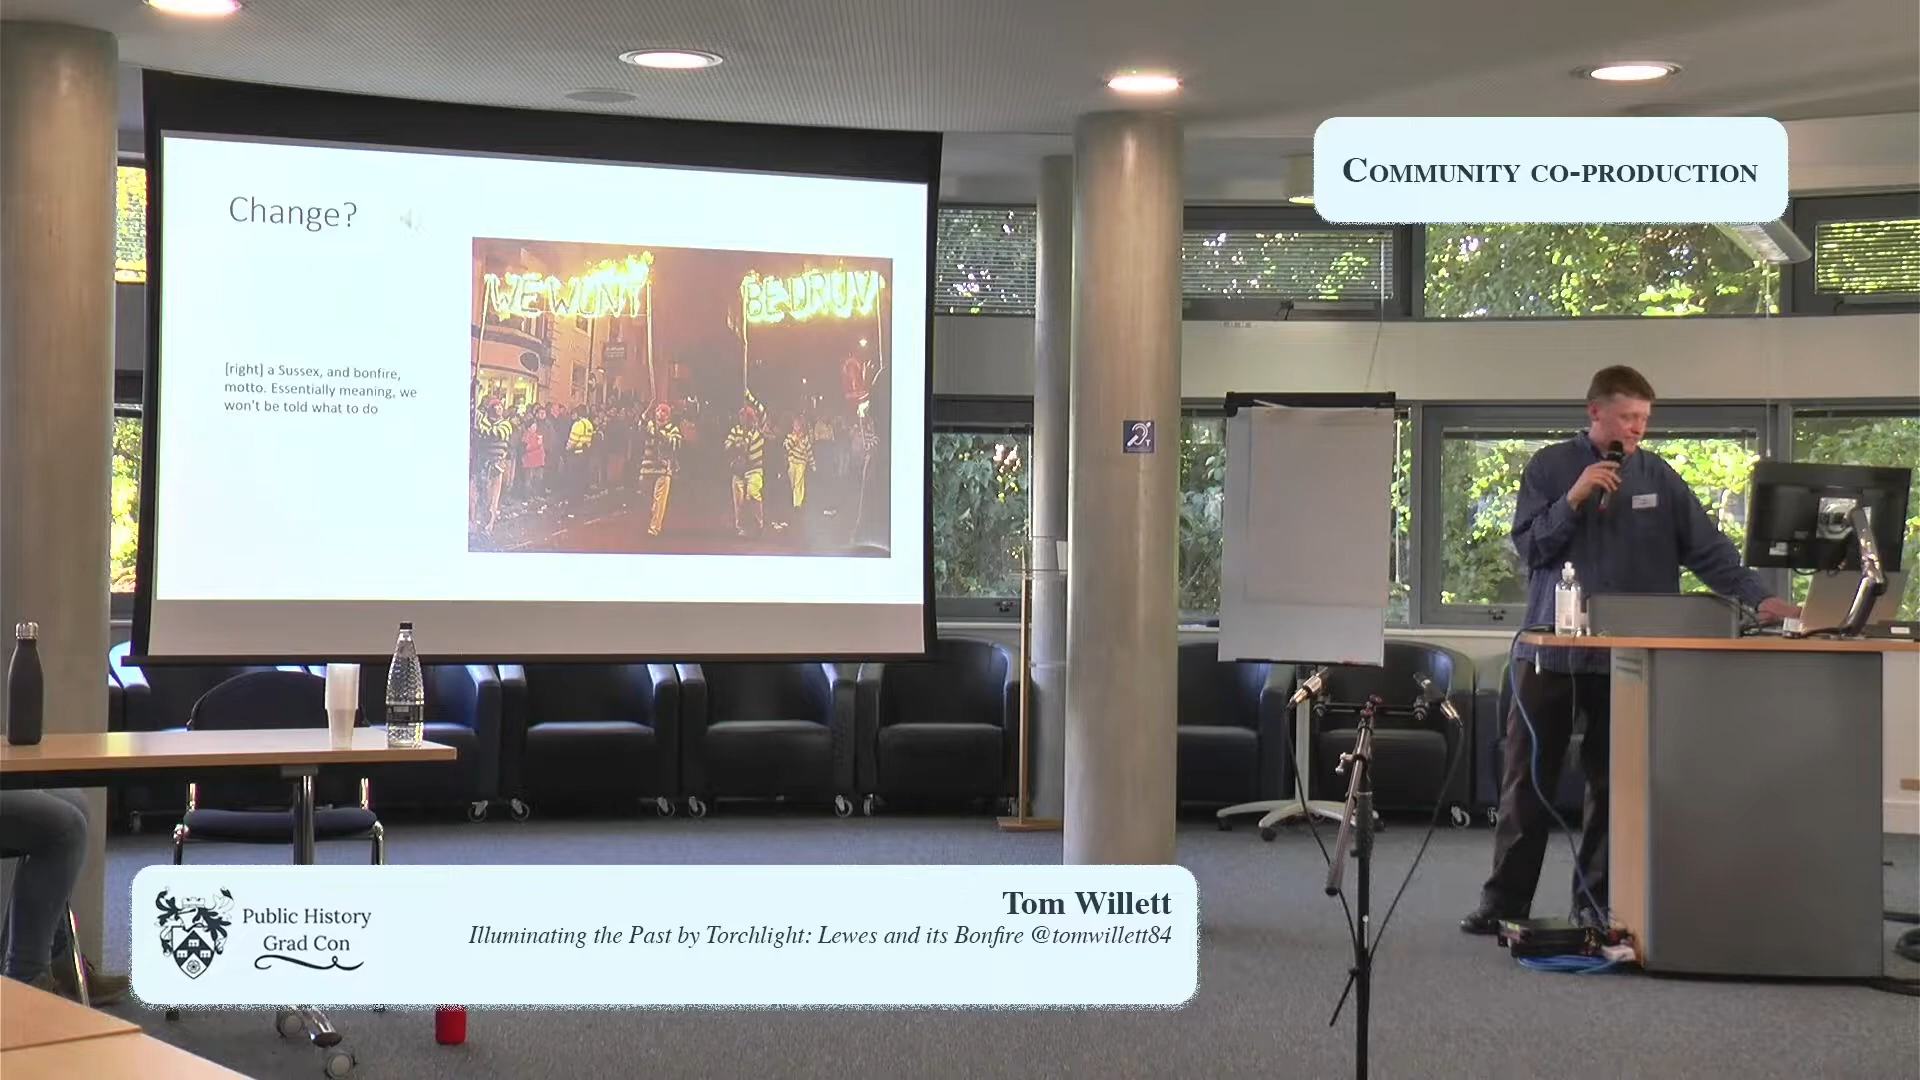 Change?
[right] a Sussex, and bonfire,
motto. Essentially meaning, we
won't be told what to do
WE WUNT BE DRUV
COMMUNITY CO-PRODUCTION
Public History
Grad Con
Tom Willett
Illuminating the Past by Torchlight: Lewes and its Bonfire @tomwillett84